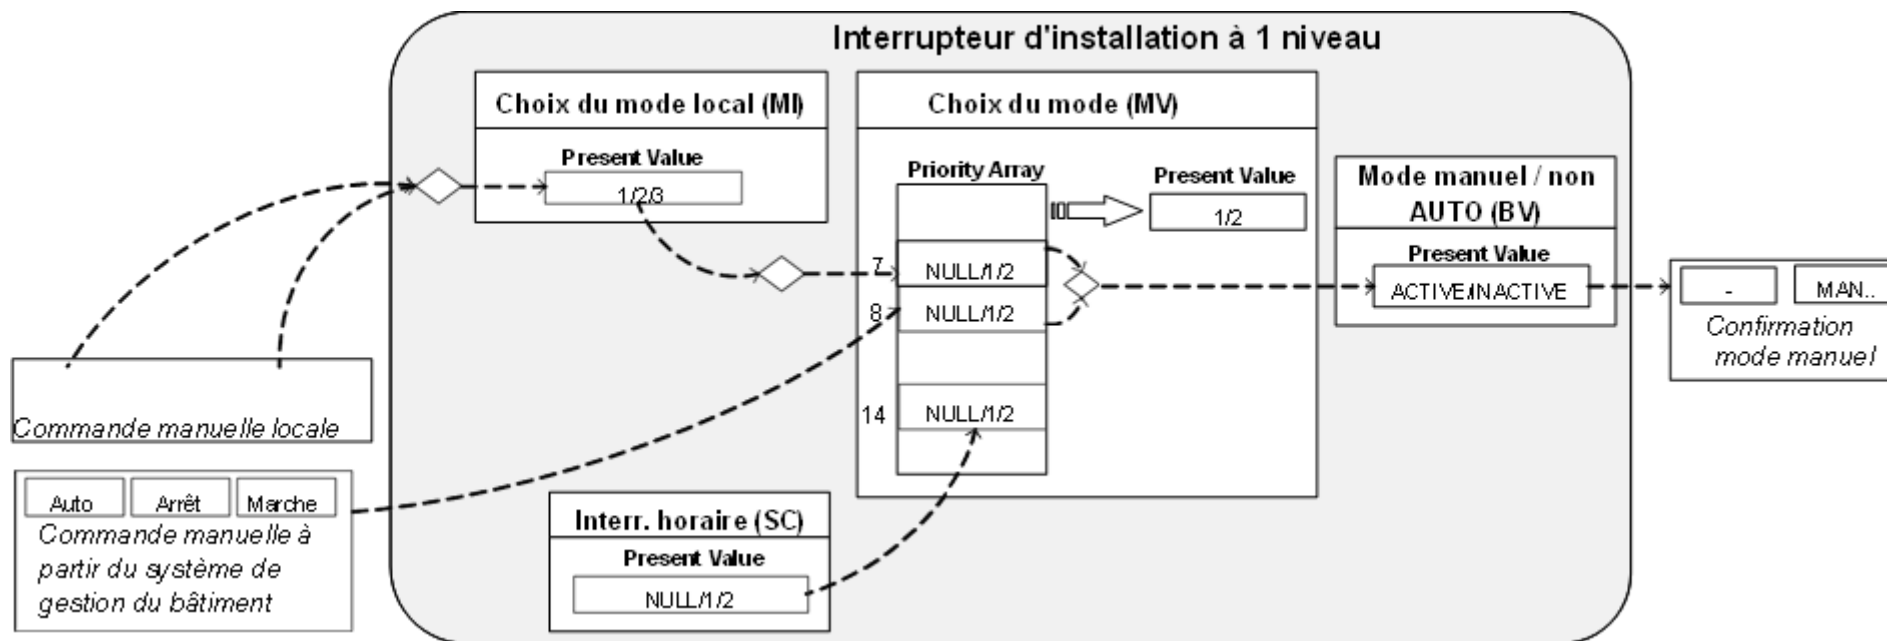 Interrupteur d'installation à 1 niveau
Choix du mode local (MI)
Present Value
1/2/3
Choix du mode (MV)
Priority Array
Present Value
1/2
7
NULL/1/2
8
NULL/1/2
14
NULL/1/2
Mode manuel / non
AUTO (BV)
Present Value
ACTIVE/INACTIVE
-
MAN..
Confirmation
mode manuel
Commande manuelle locale
Auto
Arrêt
Marche
Commande manuelle à
partir du système de
gestion du bâtiment
Interr. horaire (SC)
Present Value
NULL/1/2